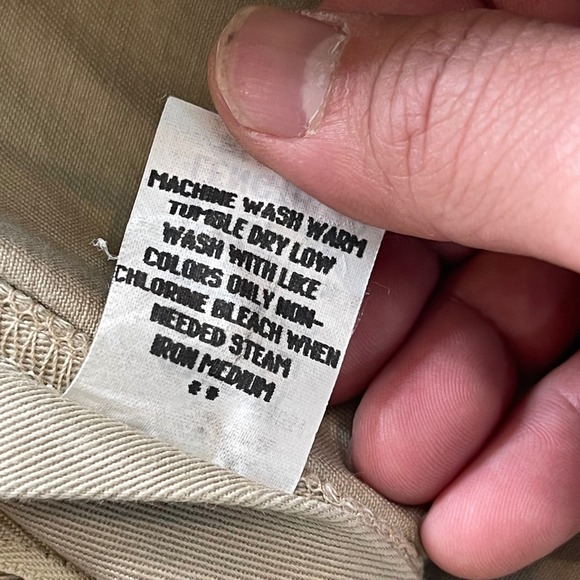 MACHINE WASH WARM
TUMBLE DRY LOW
WASH WITH LIKE
COLORS ONLY NON-
CHLORINE BLEACH WHEN
NEEDED STEAM
IRON MEDIUM